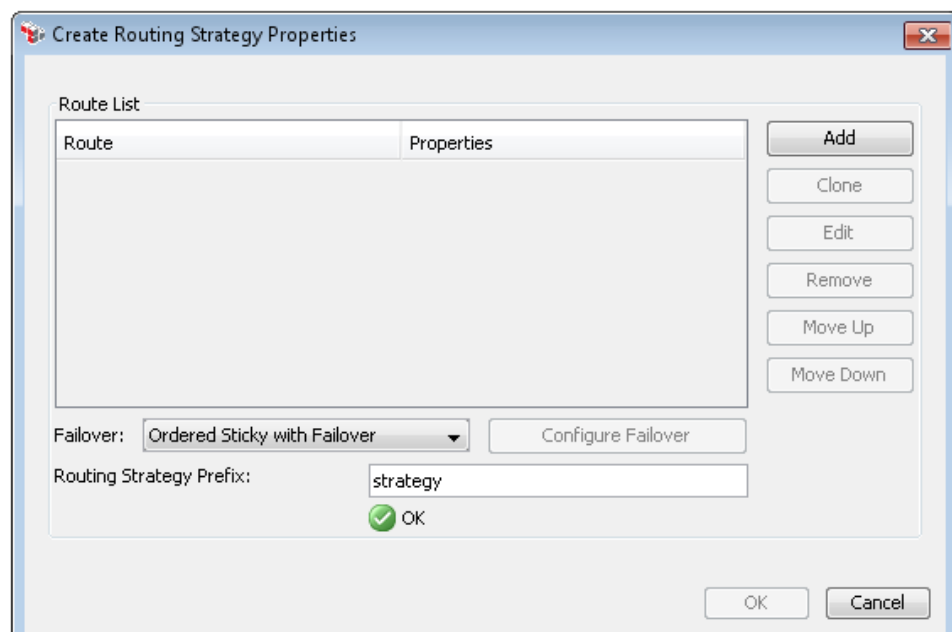 Create Routing Strategy Properties
Route List
Route Properties
Add
Clone
Edit
Remove
Move Up
Move Down
Failover: Ordered Sticky with Failover Configure Failover
Routing Strategy Prefix: strategy
OK
OK Cancel